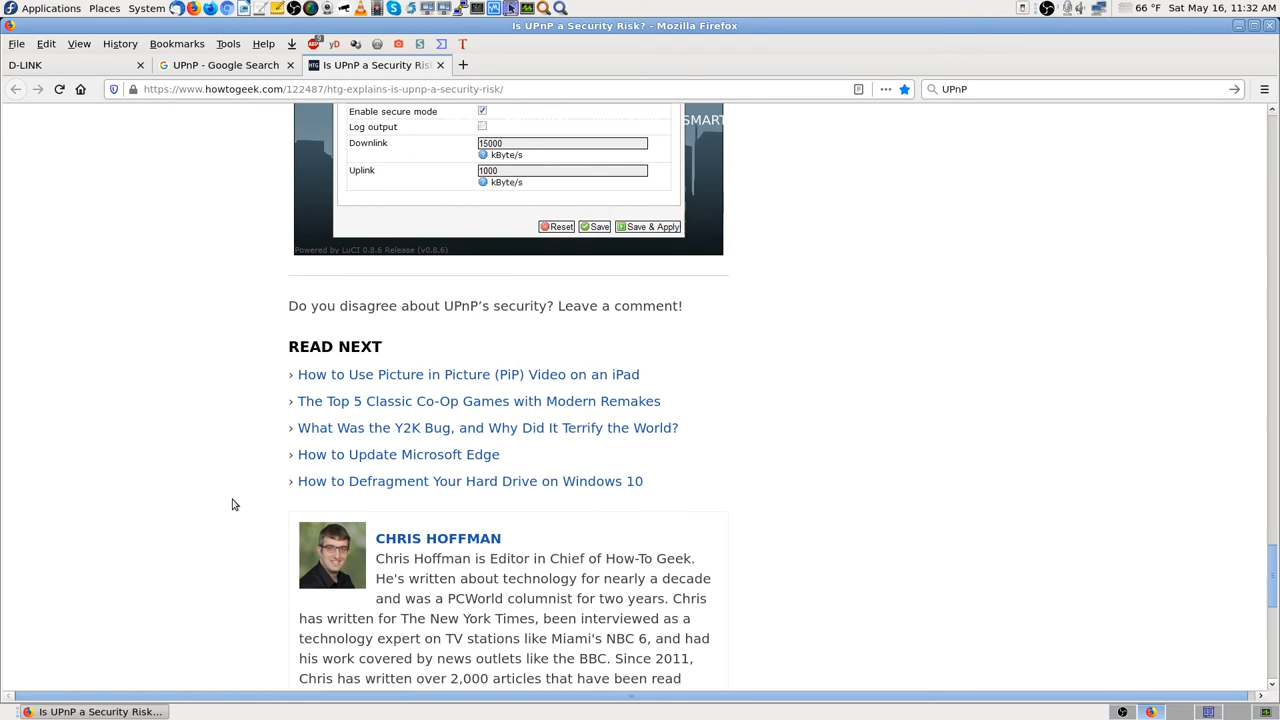 Applications Places System 66 °F Sat May 16, 11:32 AM
Is UPnP a Security Risk? - Mozilla Firefox
File Edit View History Bookmarks Tools Help
D-LINK × UPnP - Google Search × Is UPnP a Security Ris × +
https://www.howtogeek.com/122487/htg-explains-is-upnp-a-security-risk/ UPnP
Enable secure mode
SMART
Log output
Downlink 15000
kByte/s
Uplink 1000
kByte/s
Reset Save Save & Apply
Powered by LuCI 0.8.6 Release (v0.8.6)
Do you disagree about UPnP’s security? Leave a comment!
READ NEXT
› How to Use Picture in Picture (PiP) Video on an iPad
› The Top 5 Classic Co-Op Games with Modern Remakes
› What Was the Y2K Bug, and Why Did It Terrify the World?
› How to Update Microsoft Edge
› How to Defragment Your Hard Drive on Windows 10
CHRIS HOFFMAN
Chris Hoffman is Editor in Chief of How-To Geek.
He's written about technology for nearly a decade
and was a PCWorld columnist for two years. Chris
has written for The New York Times, been interviewed as a
technology expert on TV stations like Miami's NBC 6, and had
his work covered by news outlets like the BBC. Since 2011,
Chris has written over 2,000 articles that have been read
Is UPnP a Security Risk...